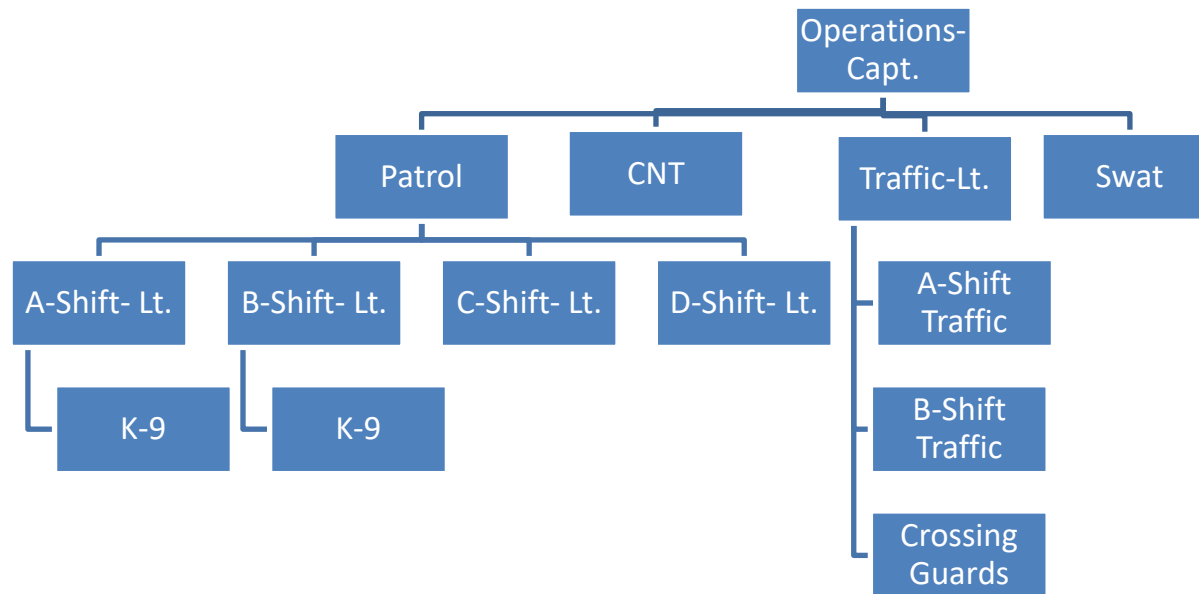 Operations-
Capt.
Patrol
CNT
Traffic-Lt.
Swat
A-Shift- Lt.
B-Shift- Lt.
C-Shift- Lt.
D-Shift- Lt.
A-Shift
Traffic
K-9
K-9
B-Shift
Traffic
Crossing
Guards